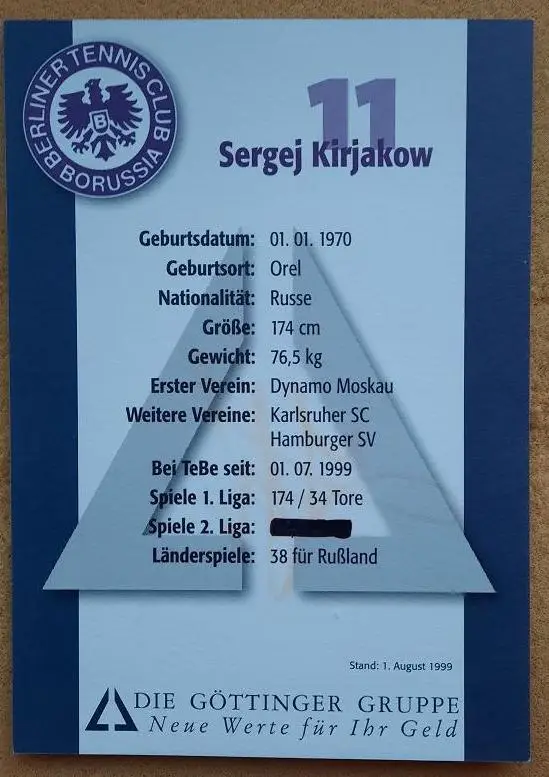 BERLINER TENNIS CLUB
BORUSSIA
B
11
Sergej Kirjakow
Geburtsdatum: 01. 01. 1970
Geburtsort: Orel
Nationalität: Russe
Größe: 174 cm
Gewicht: 76,5 kg
Erster Verein: Dynamo Moskau
Weitere Vereine: Karlsruher SC
Hamburger SV
Bei TeBe seit: 01. 07. 1999
Spiele 1. Liga: 174 / 34 Tore
Spiele 2. Liga:
Länderspiele: 38 für Rußland
Stand: 1. August 1999
DIE GÖTTINGER GRUPPE
Neue Werte für Ihr Geld